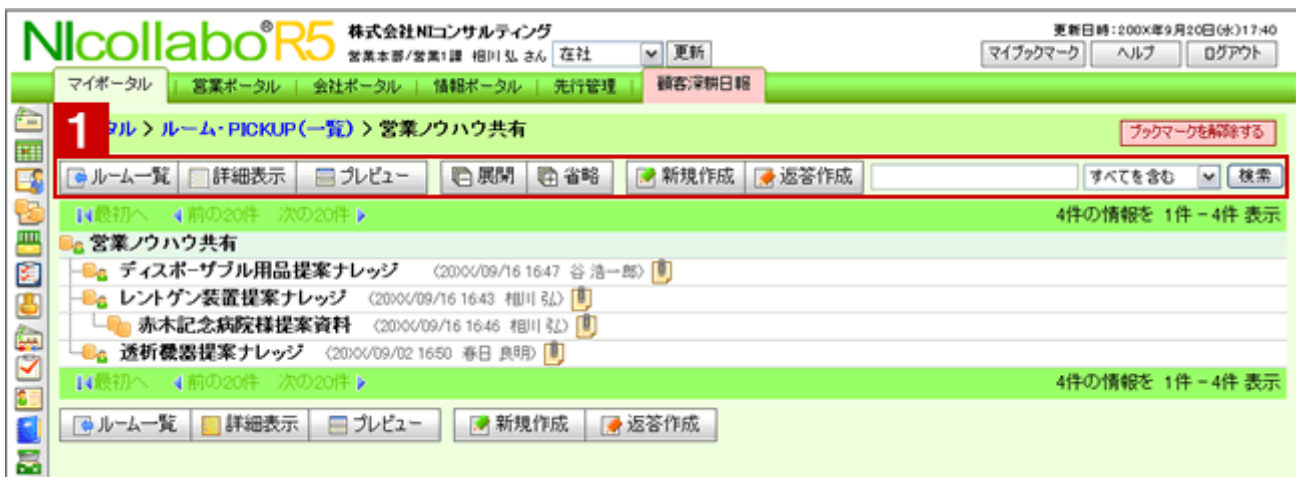 NIcollabo®R5 株式会社NIコンサルティング 更新日時:200X年9月20日(水)17:40
営業本部/営業1課 相川 弘 さん 在社 更新 マイブックマーク ヘルプ ログアウト
マイポータル | 営業ポータル | 会社ポータル | 情報ポータル | 先行管理 | 顧客深耕日報
1 タル > ルーム・PICKUP(一覧) > 営業ノウハウ共有 ブックマークを解除する
ルーム一覧 詳細表示 プレビュー 展開 省略 新規作成 返答作成 すべてを含む 検索
最初へ 前の20件 次の20件 4件の情報を 1件 - 4件 表示
営業ノウハウ共有
ディスポーザブル用品提案ナレッジ (20XX/09/16 16:47 谷 浩一郎)
レントゲン装置提案ナレッジ (20XX/09/16 16:43 相川 弘)
赤木記念病院様提案資料 (20XX/09/16 16:46 相川 弘)
透析機器提案ナレッジ (20XX/09/02 16:50 春日 良明)
最初へ 前の20件 次の20件 4件の情報を 1件 - 4件 表示
ルーム一覧 詳細表示 プレビュー 新規作成 返答作成